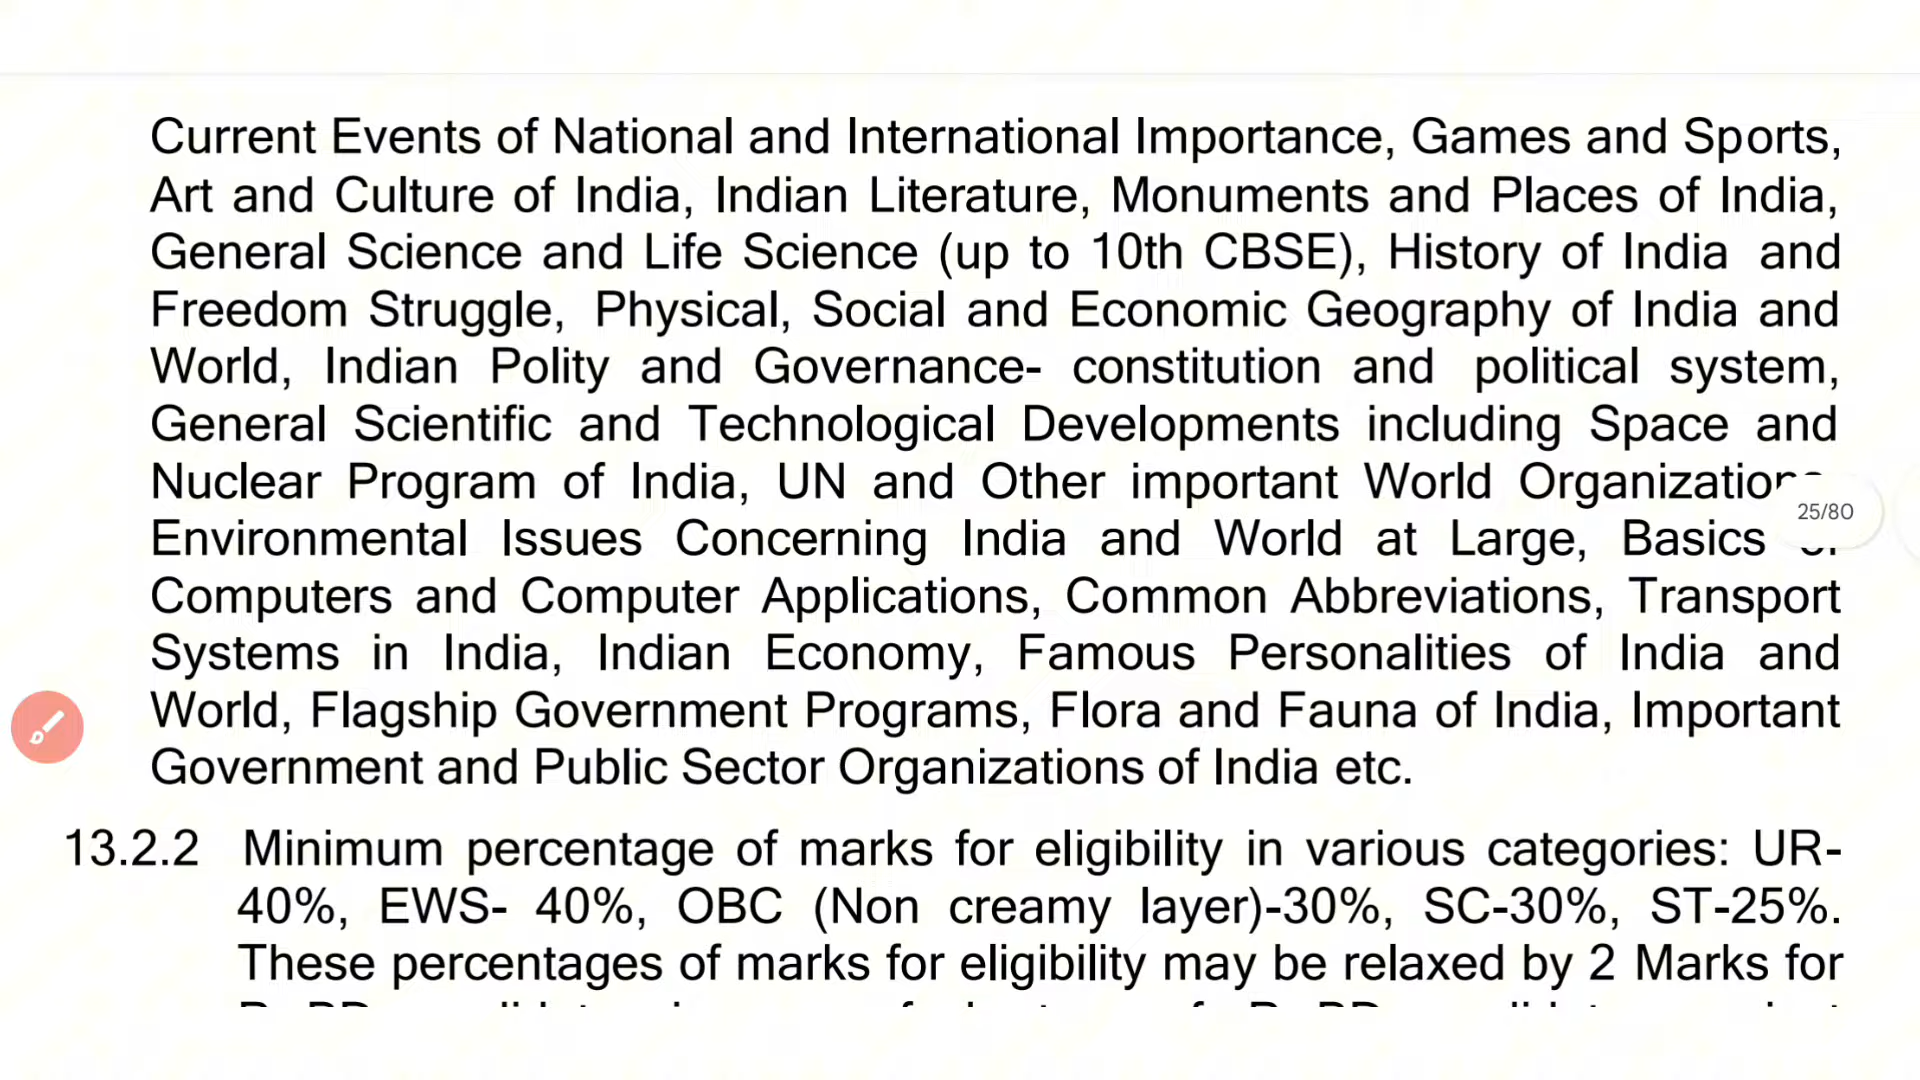 Current Events of National and International Importance, Games and Sports,
Art and Culture of India, Indian Literature, Monuments and Places of India,
General Science and Life Science (up to 10th CBSE), History of India and
Freedom Struggle, Physical, Social and Economic Geography of India and
World, Indian Polity and Governance- constitution and political system,
General Scientific and Technological Developments including Space and
Nuclear Program of India, UN and Other important World
25/80
Environmental Issues Concerning India and World at Large, Basics
Computers and Computer Applications, Common Abbreviations, Transport
Systems in India, Indian Economy, Famous Personalities of India and
World, Flagship Government Programs, Flora and Fauna of India, Important
Government and Public Sector Organizations of India etc.
13.2.2 Minimum percentage of marks for eligibility in various categories: UR-
40%, EWS- 40%, OBC (Non creamy layer)-30%, SC-30%, ST-25%.
These percentages of marks for eligibility may be relaxed by 2 Marks for